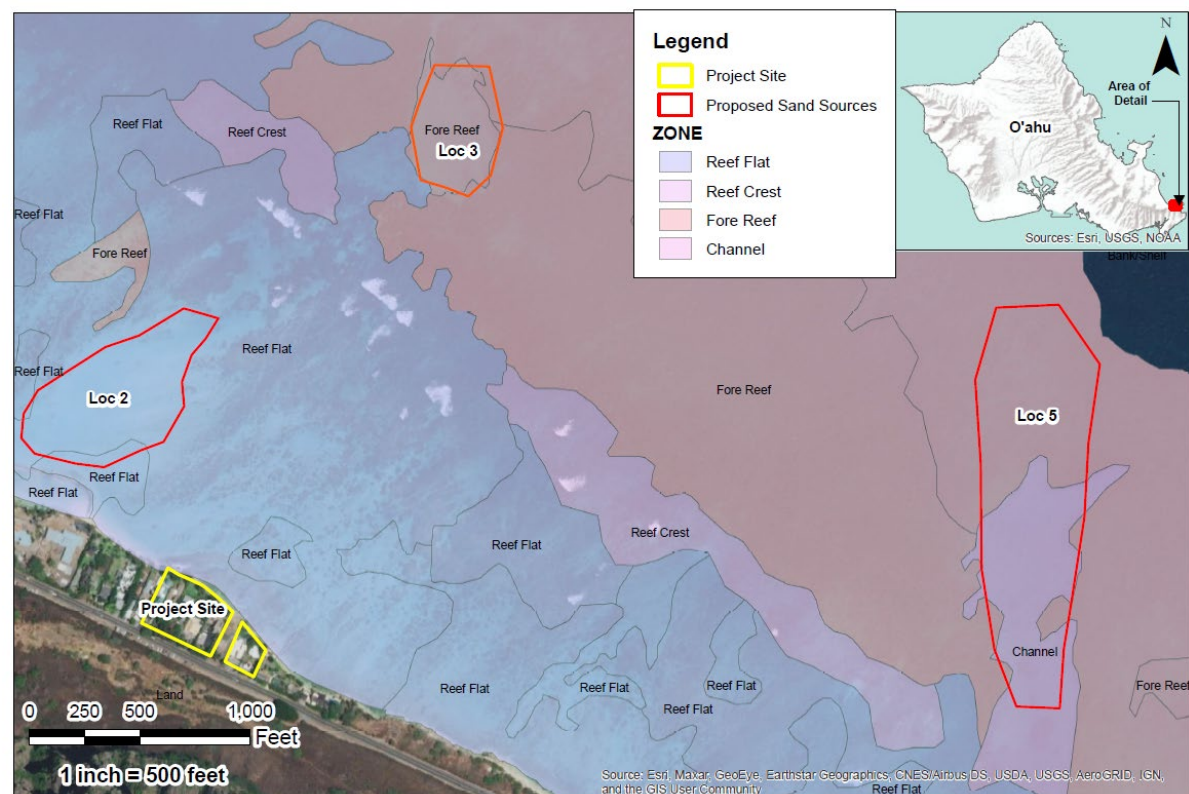 Legend
Project Site
Proposed Sand Sources
ZONE
Reef Flat
Reef Crest
Fore Reef
Channel
N
Area of
Detail
O'ahu
Sources: Esri, USGS, NOAA
Bank/Shelf
Reef Flat
Reef Crest
Fore Reef
Loc 3
Reef Flat
Fore Reef
Reef Flat
Reef Flat
Loc 2
Fore Reef
Loc 5
Reef Flat
Reef Flat
Reef Crest
Reef Flat
Reef Flat
Project Site
Channel
Land
Reef Flat
Reef Flat
Reef Flat
Reef Flat
Fore Reef
0 250 500 1,000
Feet
1 inch = 500 feet
Source: Esri, Maxar, GeoEye, Earthstar Geographics, CNES/Airbus DS, USDA, USGS, AeroGRID, IGN,
and the GIS User Community
Reef Flat